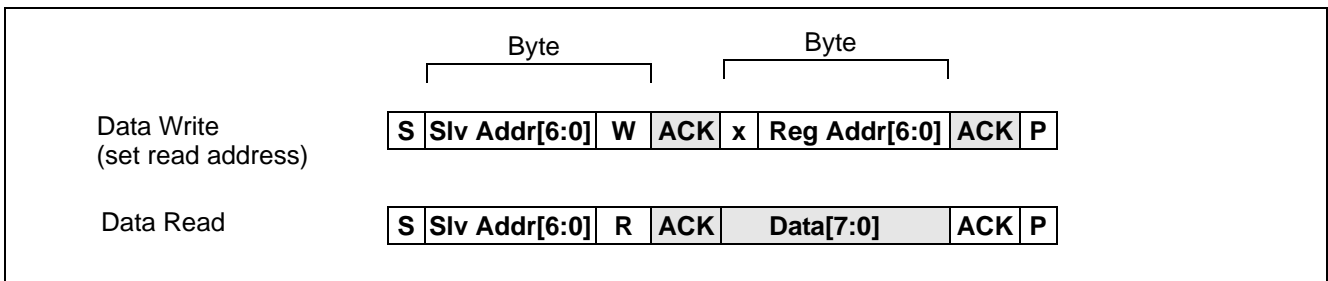 Byte Byte
Data Write
(set read address)
S Slv Addr[6:0] W ACK x Reg Addr[6:0] ACK P
Data Read
S Slv Addr[6:0] R ACK Data[7:0] ACK P